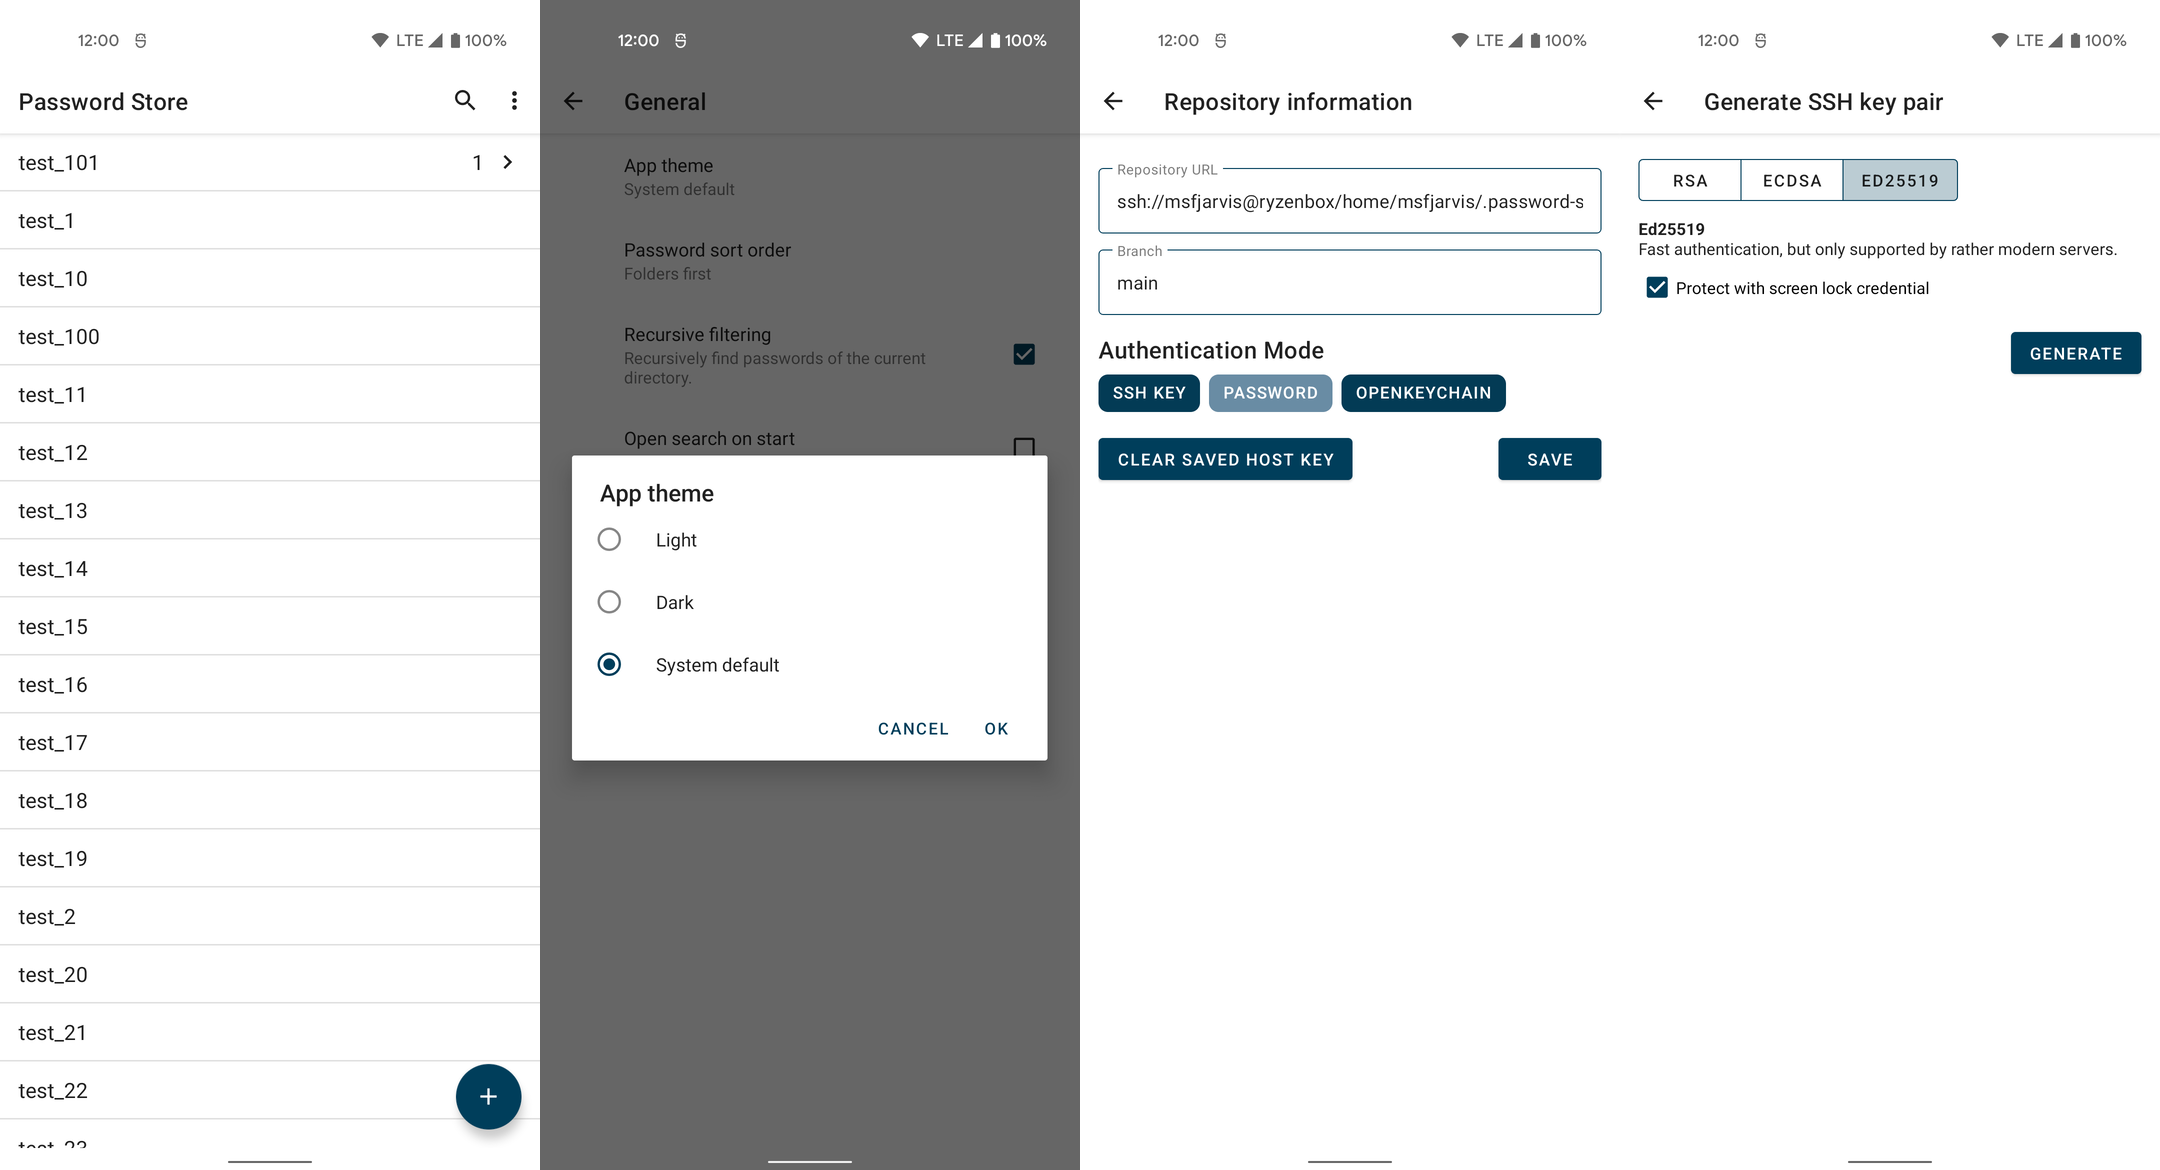 12:00 LTE 100%
Password Store
test_101 1
test_1
test_10
test_100
test_11
test_12
test_13
test_14
test_15
test_16
test_17
test_18
test_19
test_2
test_20
test_21
test_22
test_23
12:00 LTE 100%
General
App theme
System default
Password sort order
Folders first
Recursive filtering
Recursively find passwords of the current
directory.
Open search on start
App theme
Light
Dark
System default
CANCEL OK
12:00 LTE 100%
Repository information
Repository URL
ssh://msfjarvis@ryzenbox/home/msfjarvis/.password-s
Branch
main
Authentication Mode
SSH KEY PASSWORD OPENKEYCHAIN
CLEAR SAVED HOST KEY SAVE
12:00 LTE 100%
Generate SSH key pair
RSA ECDSA ED25519
Ed25519
Fast authentication, but only supported by rather modern servers.
Protect with screen lock credential
GENERATE